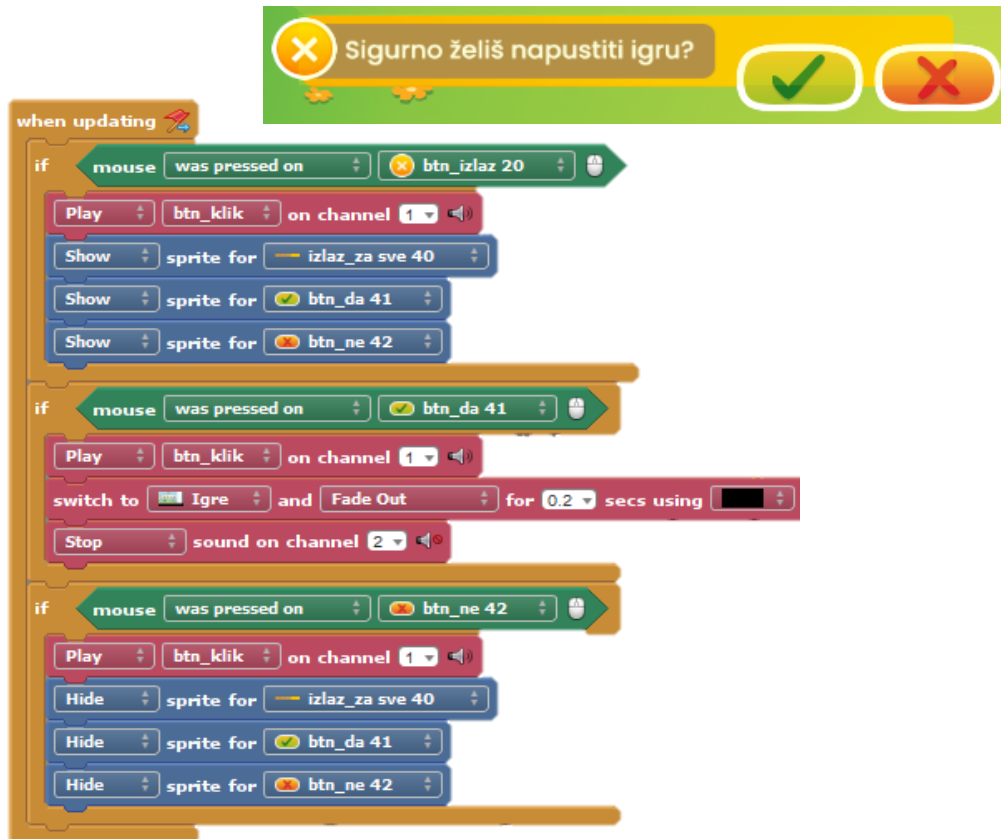 Sigurno želiš napustiti igru?
when updating
if mouse was pressed on btn_izlaz 20
Play btn_klik on channel 1
Show sprite for izlaz_za sve 40
Show sprite for btn_da 41
Show sprite for btn_ne 42
if mouse was pressed on btn_da 41
Play btn_klik on channel 1
switch to Igre and Fade Out for 0.2 secs using
Stop sound on channel 2
if mouse was pressed on btn_ne 42
Play btn_klik on channel 1
Hide sprite for izlaz_za sve 40
Hide sprite for btn_da 41
Hide sprite for btn_ne 42